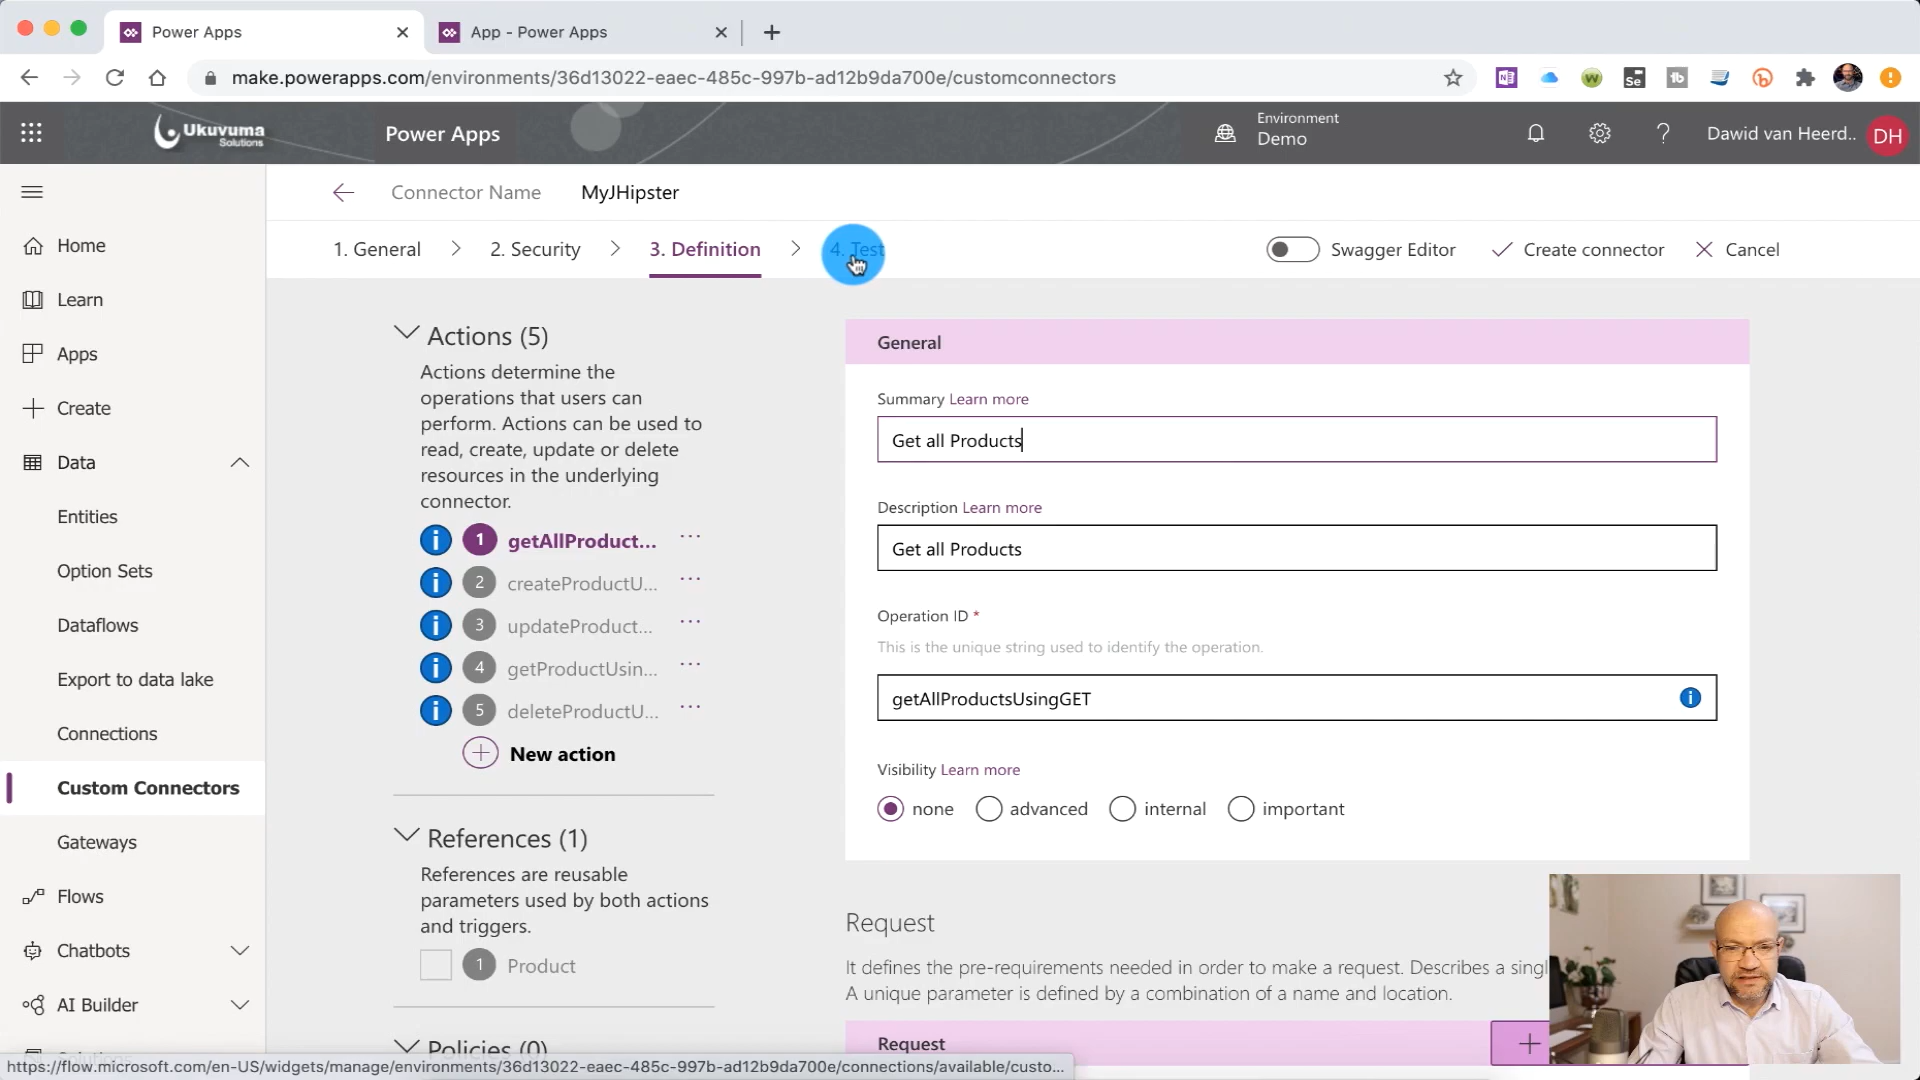 Power Apps
App - Power Apps
make.powerapps.com/environments/36d13022-eaec-485c-997b-ad12b9da700e/customconnectors
Ukuvuma
Solutions
Power Apps
Environment
Demo
Dawid van Heerd..
DH
Connector Name
MyJHipster
1. General
2. Security
3. Definition
4. Test
Swagger Editor
Create connector
Cancel
Home
Learn
Apps
Create
Data
Entities
Option Sets
Dataflows
Export to data lake
Connections
Custom Connectors
Gateways
Flows
Chatbots
AI Builder
Solutions
Actions (5)
Actions determine the
operations that users can
perform. Actions can be used to
read, create, update or delete
resources in the underlying
connector.
1 getAllProduct... ...
2 createProductU... ...
3 updateProduct... ...
4 getProductUsin... ...
5 deleteProductU... ...
New action
References (1)
References are reusable
parameters used by both actions
and triggers.
1 Product
Policies (0)
General
Summary Learn more
Get all Products
Description Learn more
Get all Products
Operation ID *
This is the unique string used to identify the operation.
getAllProductsUsingGET
Visibility Learn more
none
advanced
internal
important
Request
It defines the pre-requirements needed in order to make a request. Describes a singl
A unique parameter is defined by a combination of a name and location.
Request
https://flow.microsoft.com/en-US/widgets/manage/environments/36d13022-eaec-485c-997b-ad12b9da700e/connections/available/custo...